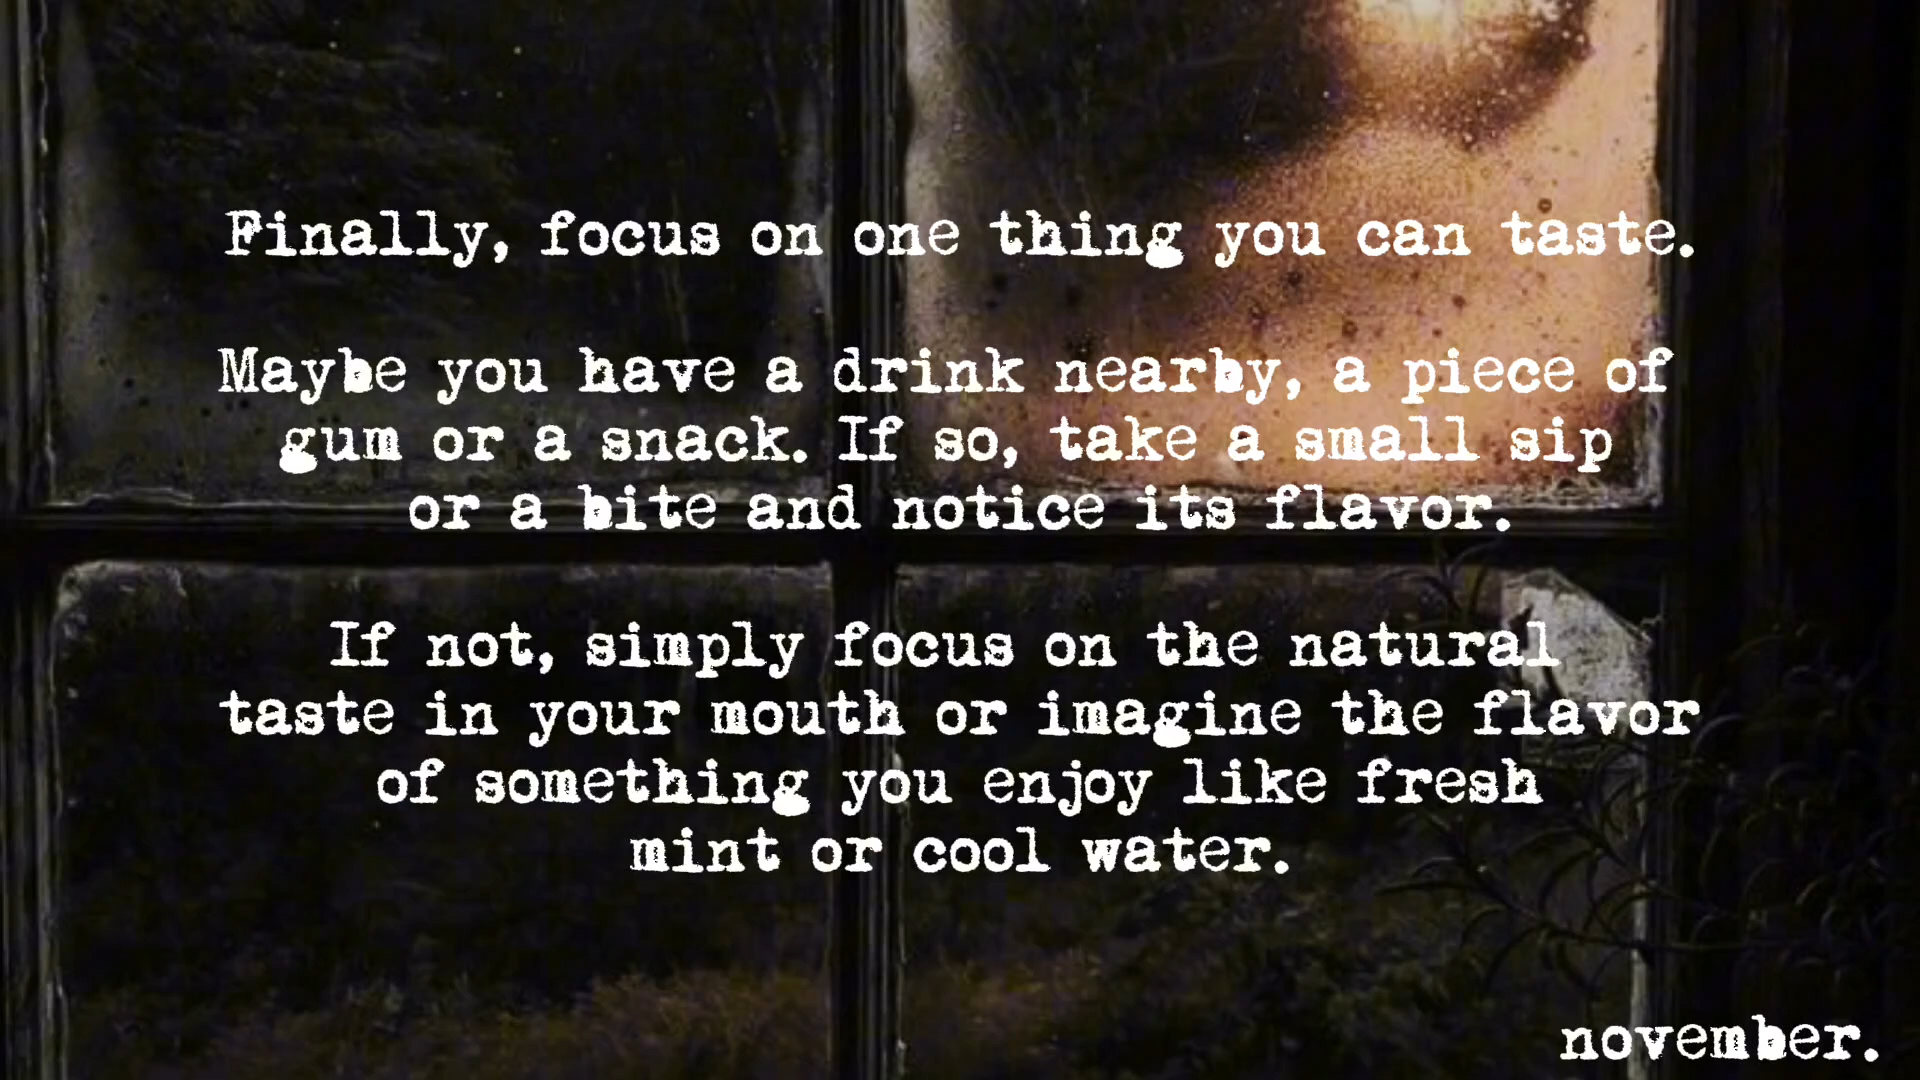 Finally, focus on one thing you can taste.
Maybe you have a drink nearby, a piece of
gum or a snack. If so, take a small sip
or a bite and notice its flavor.
If not, simply focus on the natural
taste in your mouth or imagine the flavor
of something you enjoy like fresh
mint or cool water.
november.